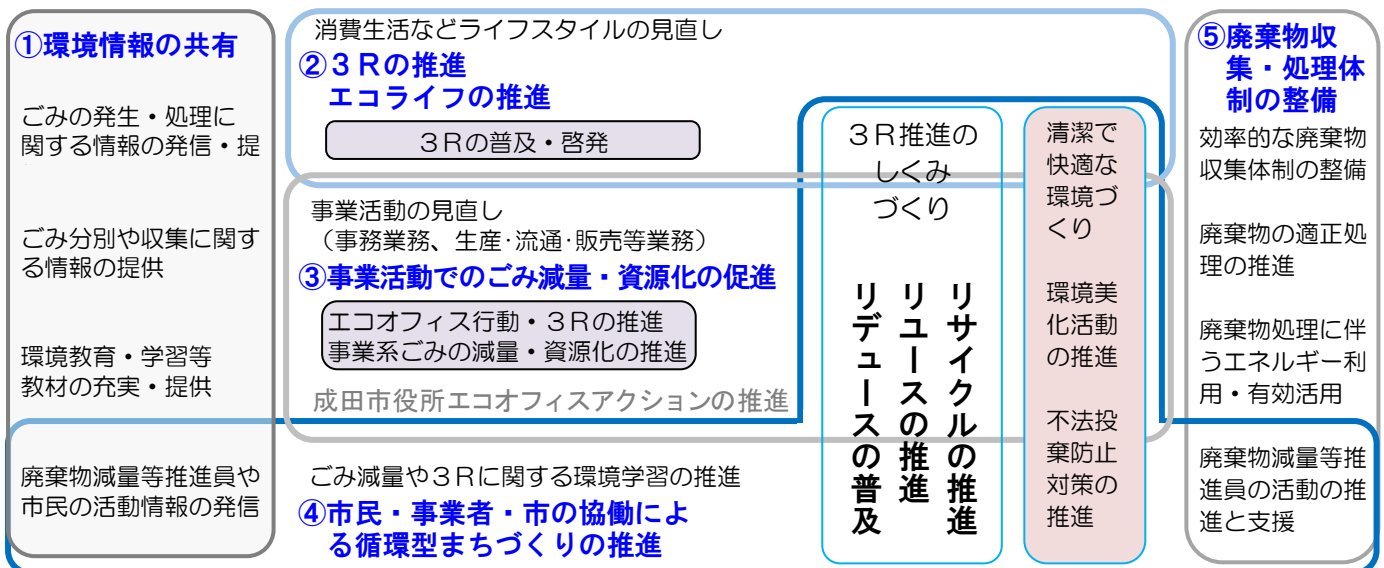 ①環境情報の共有
ごみの発生・処理に
関する情報の発信・提
ごみ分別や収集に関す
る情報の提供
環境教育・学習等
教材の充実・提供
廃棄物減量等推進員や
市民の活動情報の発信
消費生活などライフスタイルの見直し
②３Ｒの推進
エコライフの推進
３Ｒの普及・啓発
事業活動の見直し
（事務業務、生産･流通･販売等業務）
③事業活動でのごみ減量・資源化の促進
エコオフィス行動・３Ｒの推進
事業系ごみの減量・資源化の推進
成田市役所エコオフィスアクションの推進
ごみ減量や３Ｒに関する環境学習の推進
④市民・事業者・市の協働によ
る循環型まちづくりの推進
３Ｒ推進の
しくみ
づくり
リサイクルの推進
リユースの推進
リデュースの普及
清潔で
快適な
環境づ
くり
環境美
化活動
の推進
不法投
棄防止
対策の
推進
⑤廃棄物収
集・処理体
制の整備
効率的な廃棄物
収集体制の整備
廃棄物の適正処
理の推進
廃棄物処理に伴
うエネルギー利
用・有効活用
廃棄物減量等推
進員の活動の推
進と支援